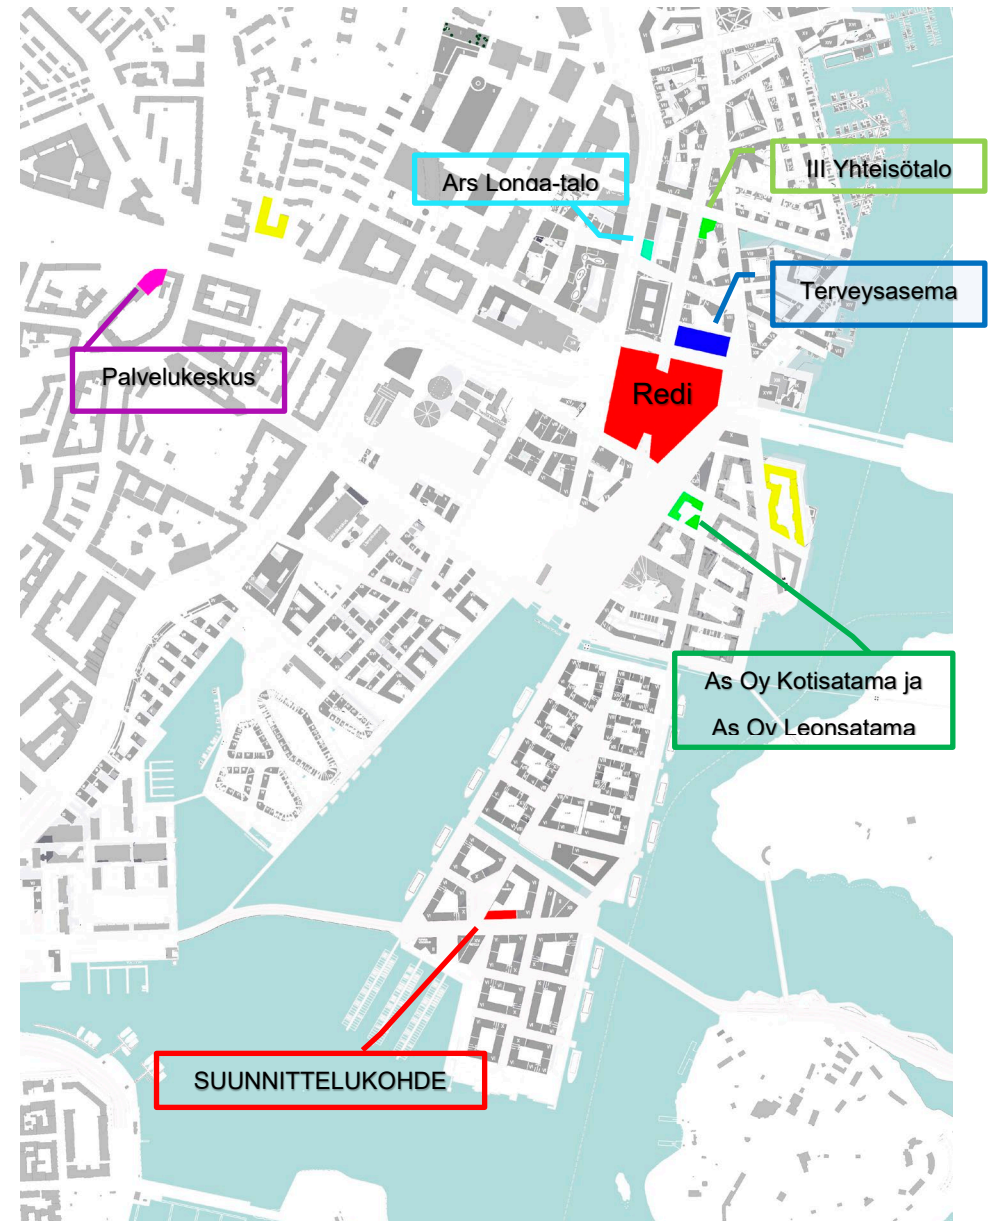 III Yhteisötalo
Ars Longa-talo
Terveysasema
Palvelukeskus
Redi
As Oy Kotisatama ja
As Oy Leonsatama
SUUNNITTELUKOHDE